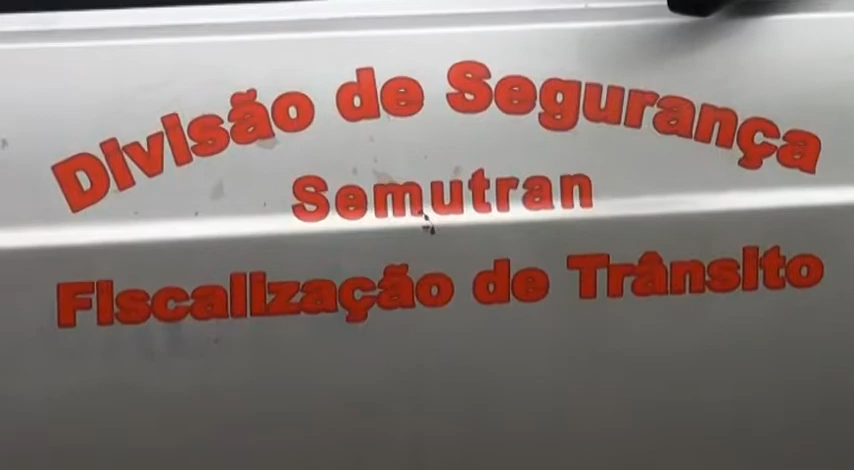 Divisão de Segurança
Semutran
Fiscalização de Trânsito